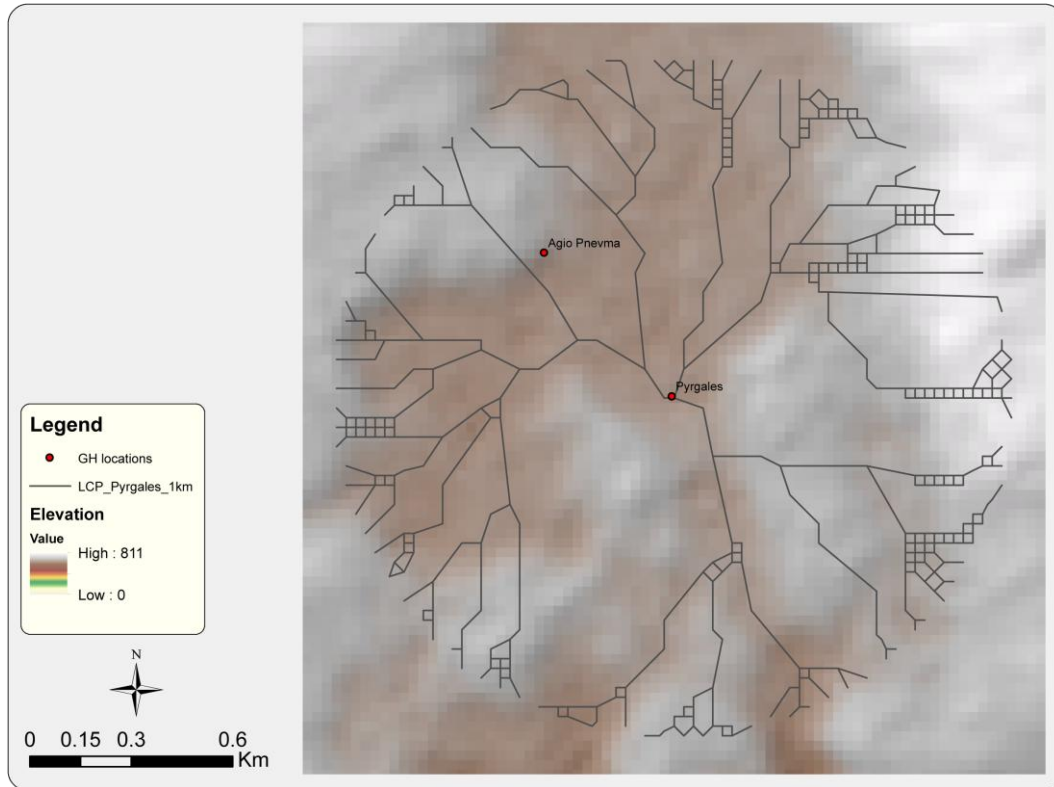 Agio Pnevma
Pyrgales
Legend
GH locations
LCP_Pyrgales_1km
Elevation
Value
High : 811
Low : 0
N
0 0.15 0.3 0.6
Km